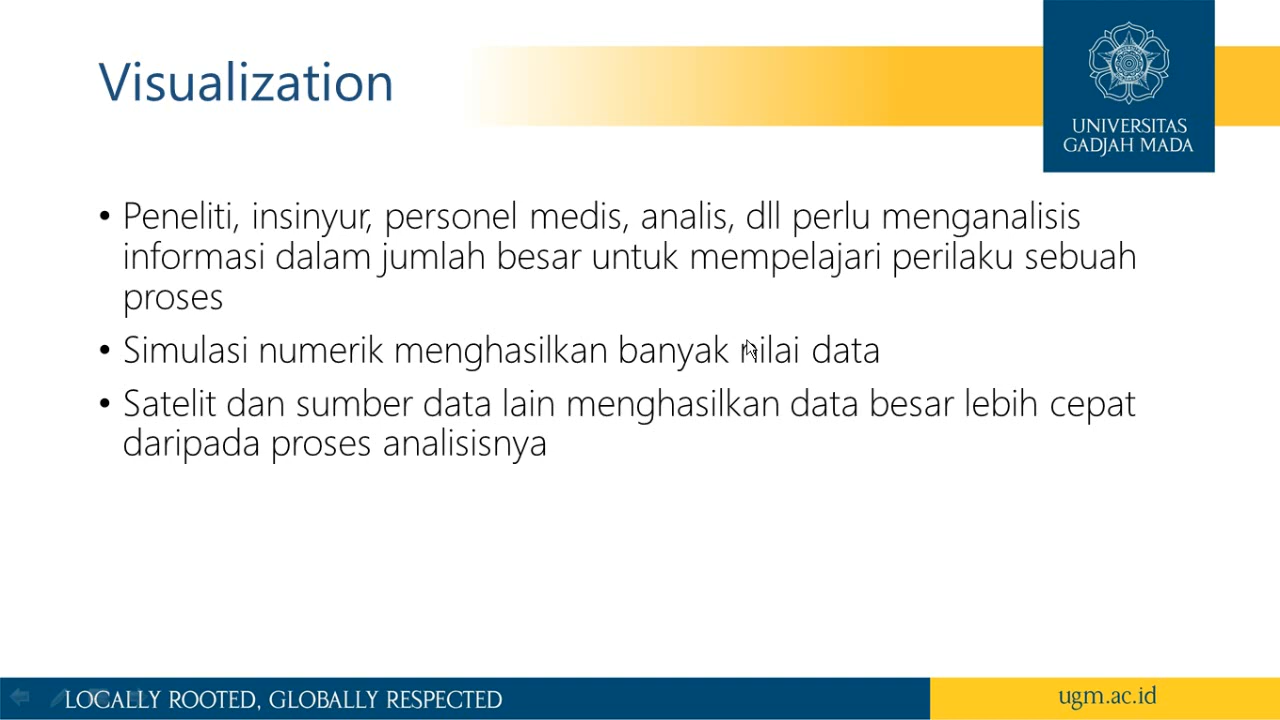 Visualization
UNIVERSITAS
GADJAH MADA
• Peneliti, insinyur, personel medis, analis, dll perlu menganalisis
informasi dalam jumlah besar untuk mempelajari perilaku sebuah
proses
• Simulasi numerik menghasilkan banyak nilai data
• Satelit dan sumber data lain menghasilkan data besar lebih cepat
daripada proses analisisnya
LOCALLY ROOTED, GLOBALLY RESPECTED
ugm.ac.id